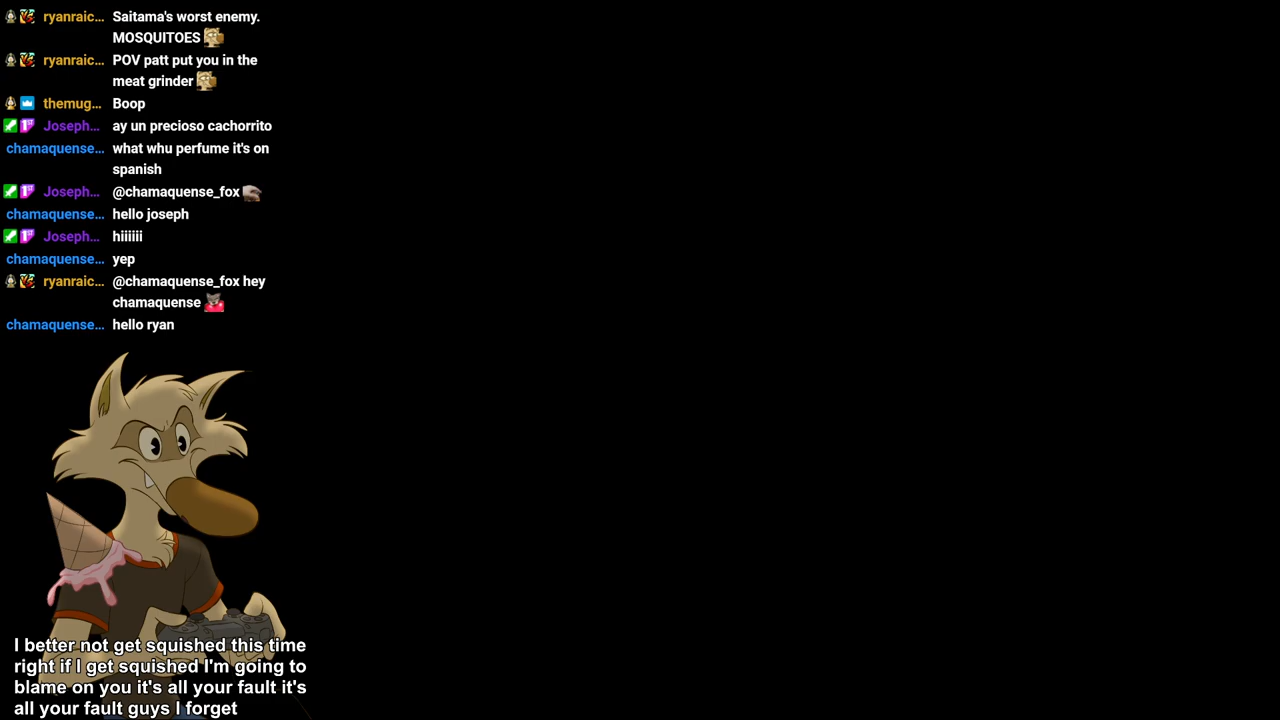 ryanraic… Saitama's worst enemy.
MOSQUITOES
ryanraic… POV patt put you in the
meat grinder
themug… Boop
Joseph… ay un precioso cachorrito
chamaquense… what whu perfume it's on
spanish
Joseph… @chamaquense_fox
chamaquense… hello joseph
Joseph… hiiiiii
chamaquense… yep
ryanraic… @chamaquense_fox hey
chamaquense
chamaquense… hello ryan
I better not get squished this time
right if I get squished I'm going to
blame on you it's all your fault it's
all your fault guys I forget